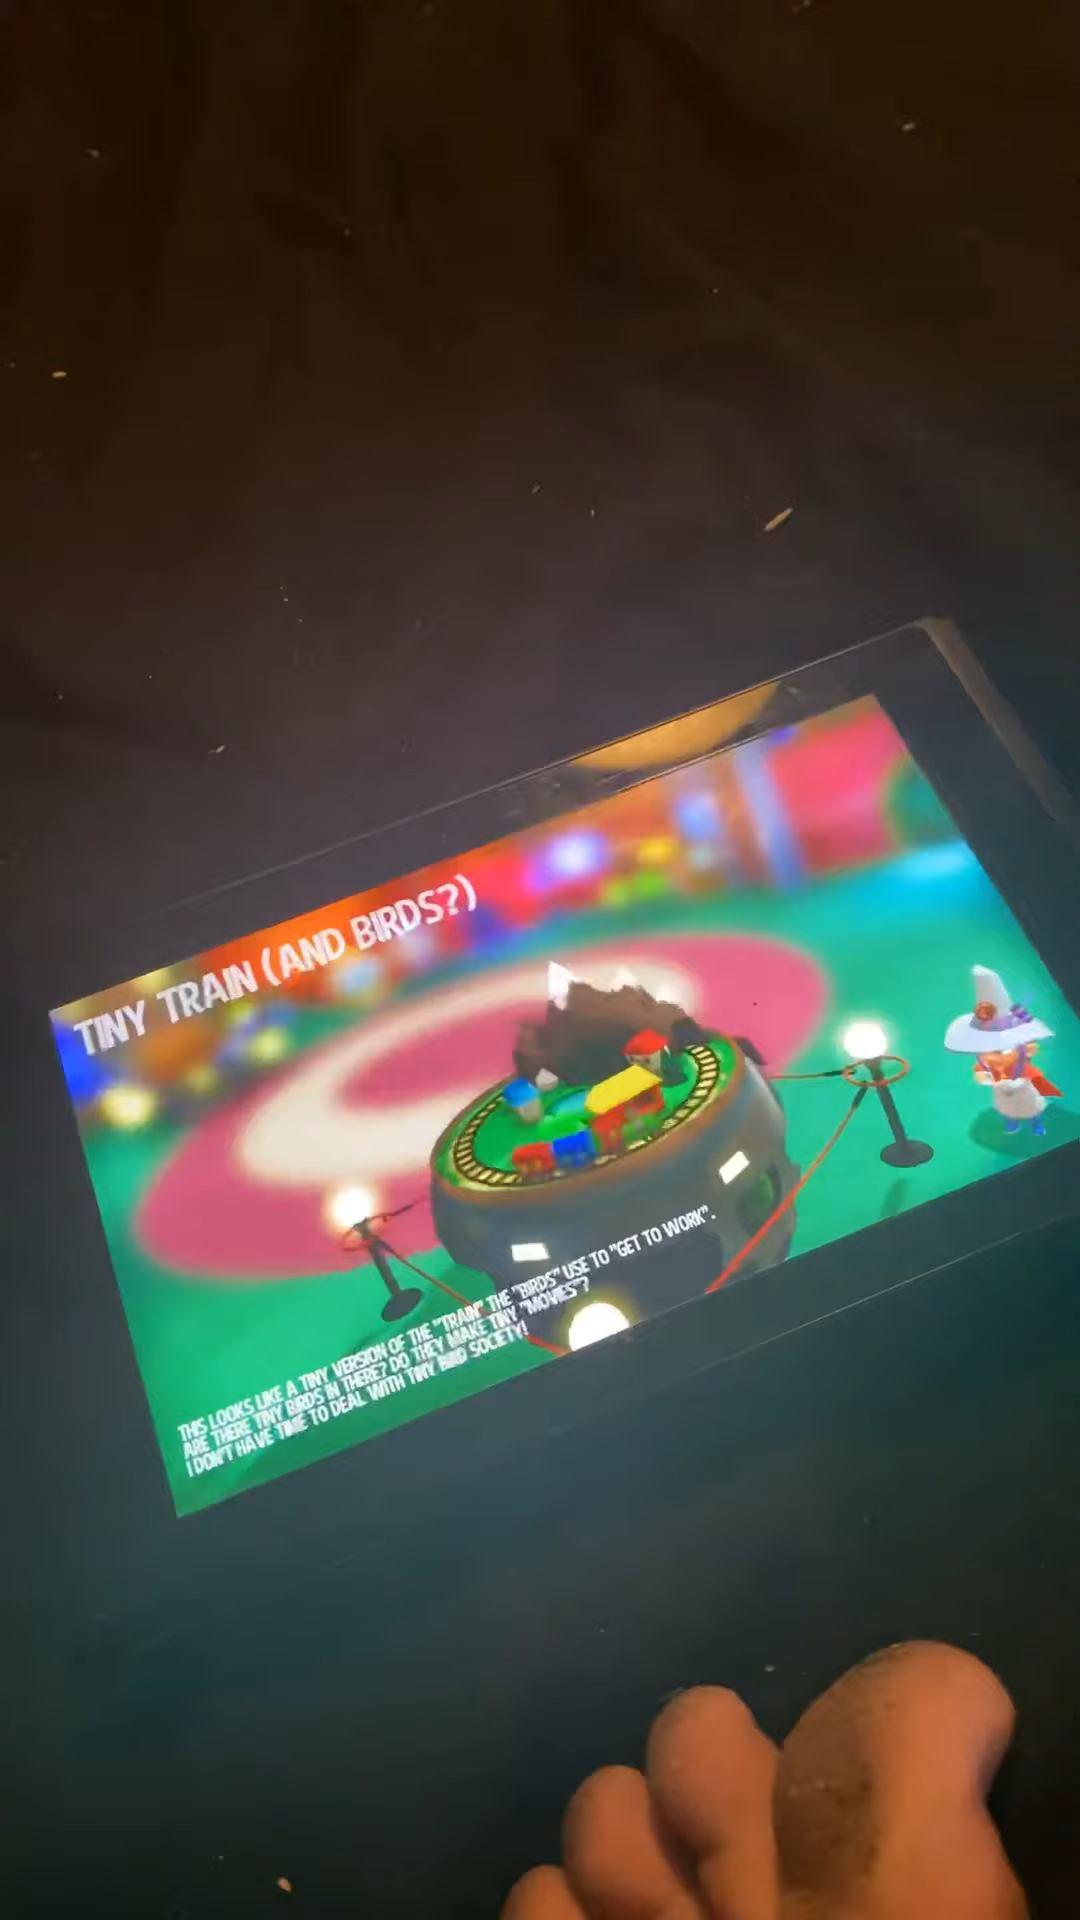 TINY TRAIN (AND BIRDS?)
THIS LOOKS LIKE A TINY VERSION OF THE "TRAIN" THE "BIRDS" USE TO "GET TO WORK".
ARE THERE TINY BIRDS IN THERE? DO THEY MAKE TINY "MOVIES"?
I DON'T HAVE TIME TO DEAL WITH TINY BIRD SOCIETY!